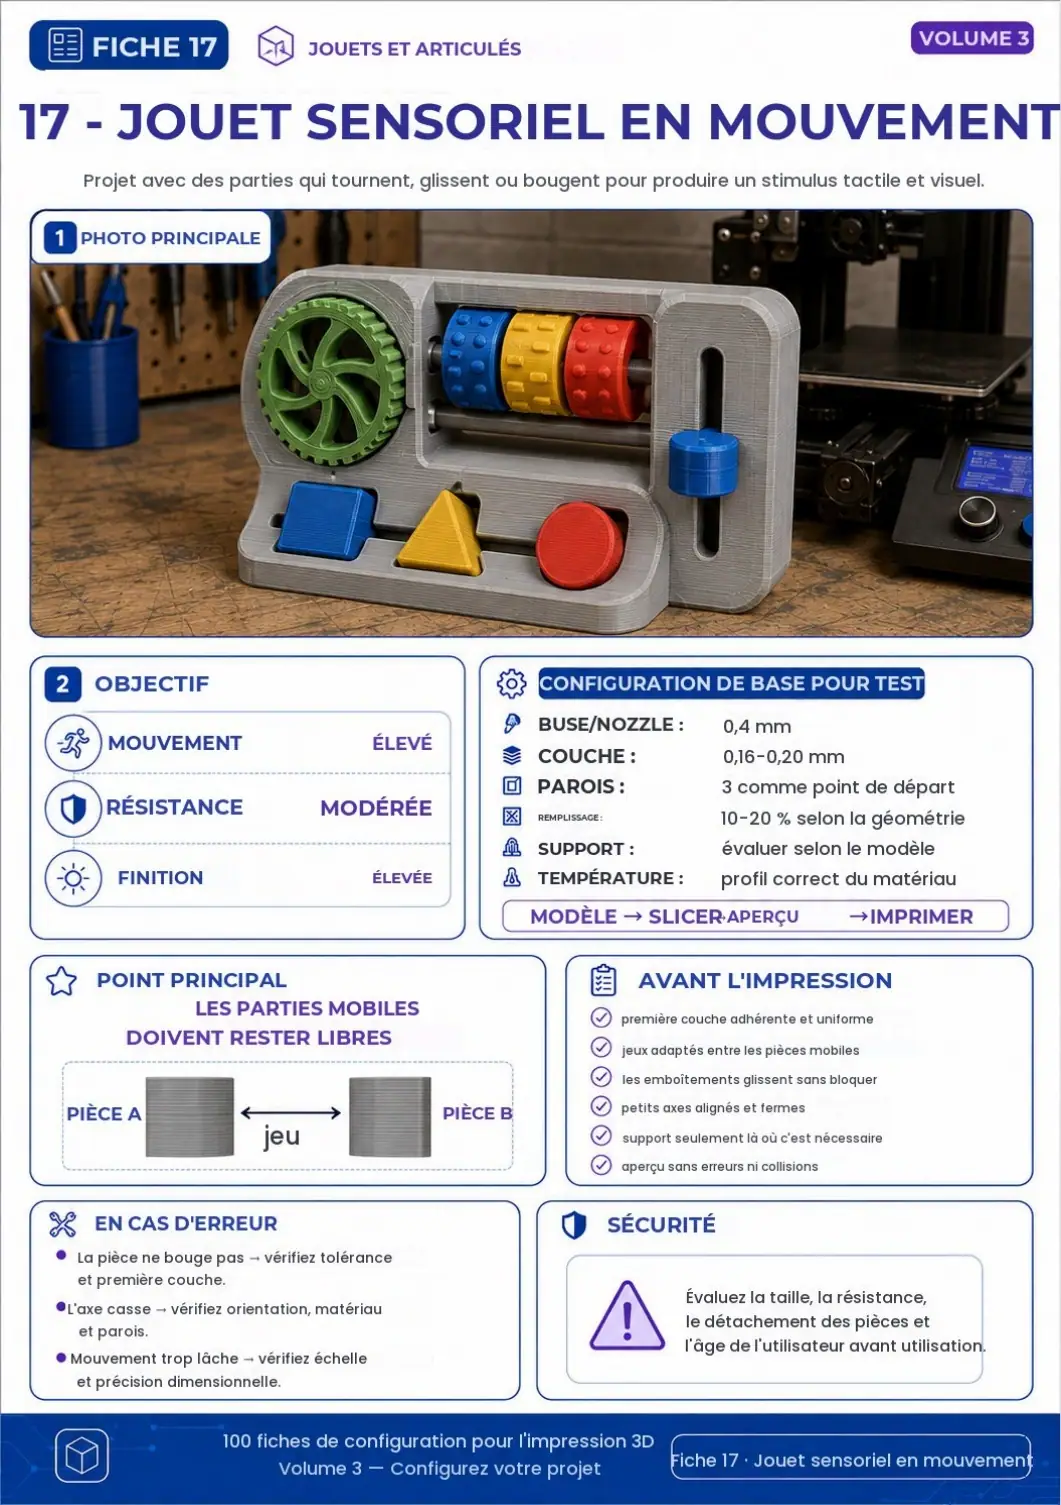 FICHE 17
JOUETS ET ARTICULÉS
VOLUME 3
17 - JOUET SENSORIEL EN MOUVEMENT
Projet avec des parties qui tournent, glissent ou bougent pour produire un stimulus tactile et visuel.
1 PHOTO PRINCIPALE
2 OBJECTIF
MOUVEMENT ÉLEVÉ
RÉSISTANCE MODÉRÉE
FINITION ÉLEVÉE
CONFIGURATION DE BASE POUR TEST
BUSE/NOZZLE : 0,4 mm
COUCHE : 0,16-0,20 mm
PAROIS : 3 comme point de départ
REMPLISSAGE : 10-20 % selon la géométrie
SUPPORT : évaluer selon le modèle
TEMPÉRATURE : profil correct du matériau
MODÈLE → SLICER·APERÇU →IMPRIMER
POINT PRINCIPAL
LES PARTIES MOBILES
DOIVENT RESTER LIBRES
PIÈCE A
jeu
PIÈCE B
AVANT L'IMPRESSION
première couche adhérente et uniforme
jeux adaptés entre les pièces mobiles
les emboîtements glissent sans bloquer
petits axes alignés et fermes
support seulement là où c'est nécessaire
aperçu sans erreurs ni collisions
EN CAS D'ERREUR
• La pièce ne bouge pas → vérifiez tolérance
et première couche.
• L'axe casse → vérifiez orientation, matériau
et parois.
• Mouvement trop lâche → vérifiez échelle
et précision dimensionnelle.
SÉCURITÉ
Évaluez la taille, la résistance,
le détachement des pièces et
l'âge de l'utilisateur avant utilisation.
100 fiches de configuration pour l'impression 3D
Volume 3 — Configurez votre projet
Fiche 17 · Jouet sensoriel en mouvement